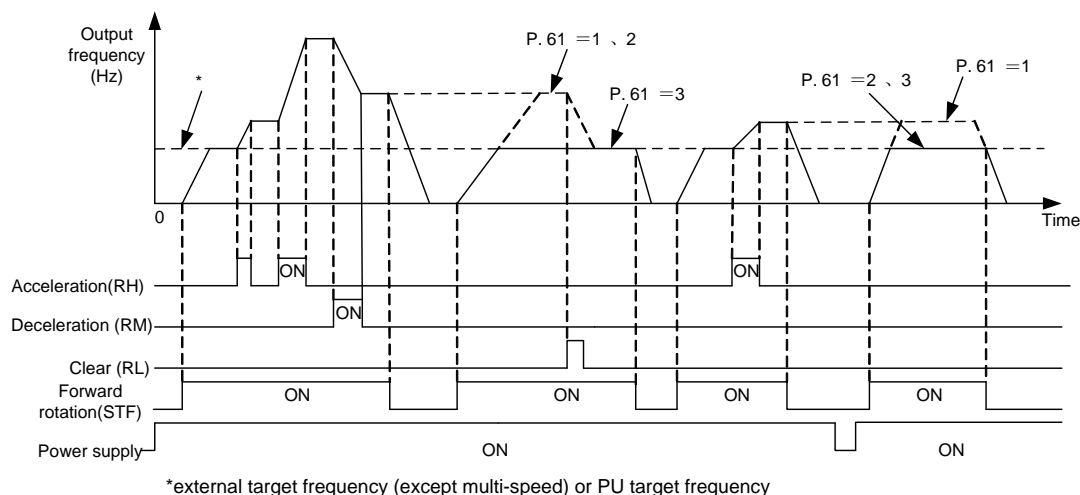 Output
frequency
(Hz)
*
P. 61 =1 、2
P. 61 =3
P. 61 =2 、3
P. 61 =1
0
Time
Acceleration(RH)
ON
ON
Deceleration (RM)
ON
Clear (RL)
Forward
rotation(STF)
ON
ON
ON
ON
Power supply
ON
ON
*external target frequency (except multi-speed) or PU target frequency